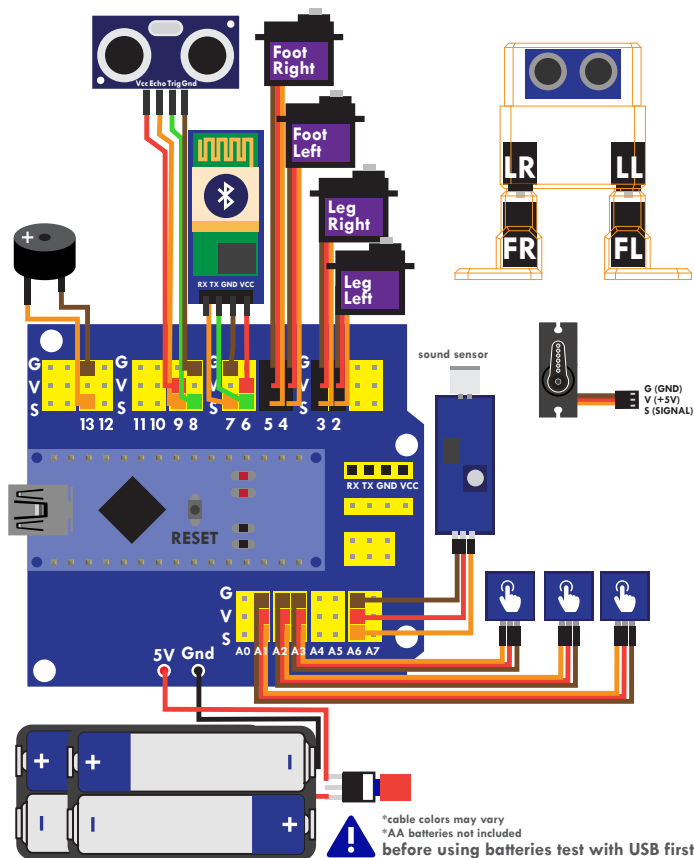 Vcc Echo Trig Gnd
Foot
Right
Foot
Left
Leg
Right
Leg
Left
LR
LL
FR
FL
RX TX GND VCC
+
G
V
S
G
V
S
G
V
S
13 12
11 10
9 8
7 6
5 4
3 2
sound sensor
G (GND)
V (+5V)
S (SIGNAL)
RX TX GND VCC
RESET
G
V
S
A0 A1 A2 A3 A4 A5 A6 A7
5V Gnd
+
+
-
-
-
+
*cable colors may vary
*AA batteries not included
before using batteries test with USB first